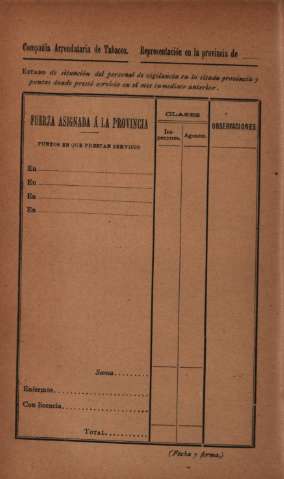 Compañía Arrendataria de Tabacos. Representación en la provincia de
ESTADO de situación del personal de vigilancia en la citada provincia y
puntos donde prestó servicio en el mes inmediato anterior.
FUERZA ASIGNADA Á LA PROVINCIA
PUNTOS EN QUE PRESTAN SERVICIO
CLASES
Ins-
pectores.
Agentes.
OBSERVACIONES
En
En
En
En
Suma
Enfermos
Con licencia
TOTAL
(Fecha y firma.)